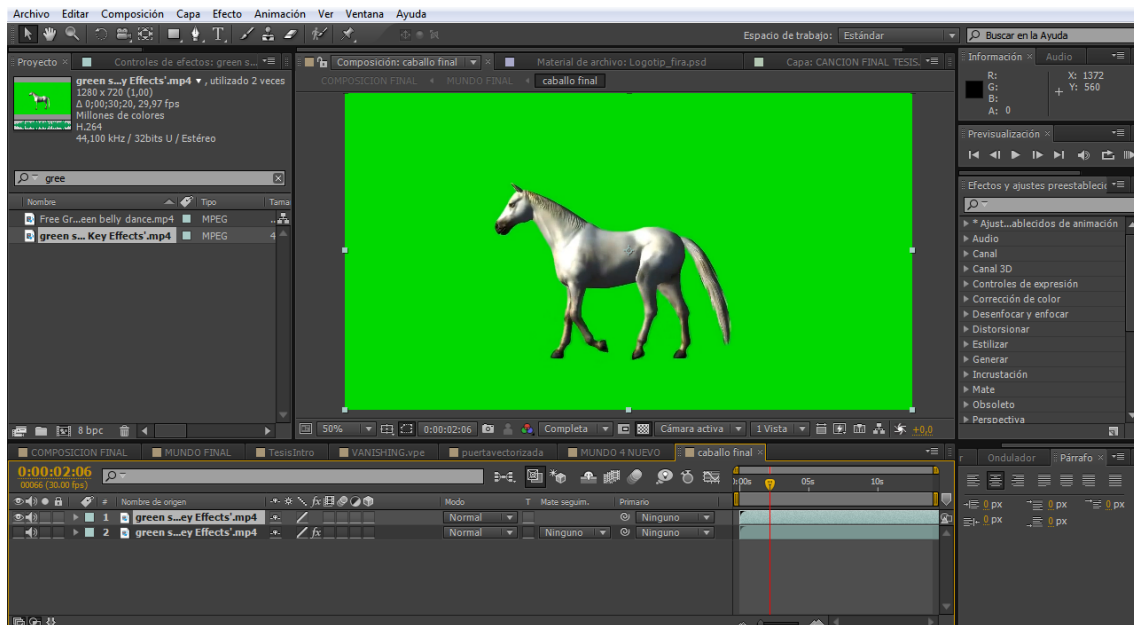 Archivo Editar Composición Capa Efecto Animación Ver Ventana Ayuda
Espacio de trabajo: Estándar
Buscar en la Ayuda
Proyecto
Controles de efectos: green s...
green s...y Effects'.mp4 , utilizado 2 veces
1280 x 720 (1,00)
Δ 0;00;30;20, 29,97 fps
Millones de colores
H.264
44,100 kHz / 32bits U / Estéreo
gree
Nombre Tipo Tama
Free Gr...een belly dance.mp4 MPEG
green s... Key Effects'.mp4 MPEG 4
8 bpc
Composición: caballo final
Material de archivo: Logotip_fira.psd
Capa: CANCION FINAL TESIS.
COMPOSICION FINAL MUNDO FINAL caballo final
50% 0:00:02:06 Completa Cámara activa 1 Vista +0,0
Información Audio
R: X: 1372
G: Y: 560
B:
A: 0
Previsualización
Efectos y ajustes preestableci
* Ajust...ablecidos de animación
Audio
Canal
Canal 3D
Controles de expresión
Corrección de color
Desenfocar y enfocar
Distorsionar
Estilizar
Generar
Incrustación
Mate
Obsoleto
Perspectiva
COMPOSICION FINAL MUNDO FINAL TesisIntro VANISHING.vpe puertavectorizada MUNDO 4 NUEVO caballo final
0:00:02:06
00066 (30.00 fps)
):00s 05s 10s
# Nombre de origen Modo T Mate seguim. Primario
1 green s...ey Effects'.mp4 Normal Ninguno
2 green s...ey Effects'.mp4 Normal Ninguno Ninguno
r Ondulador Párrafo
0 px 0 px 0 px
0 px 0 px